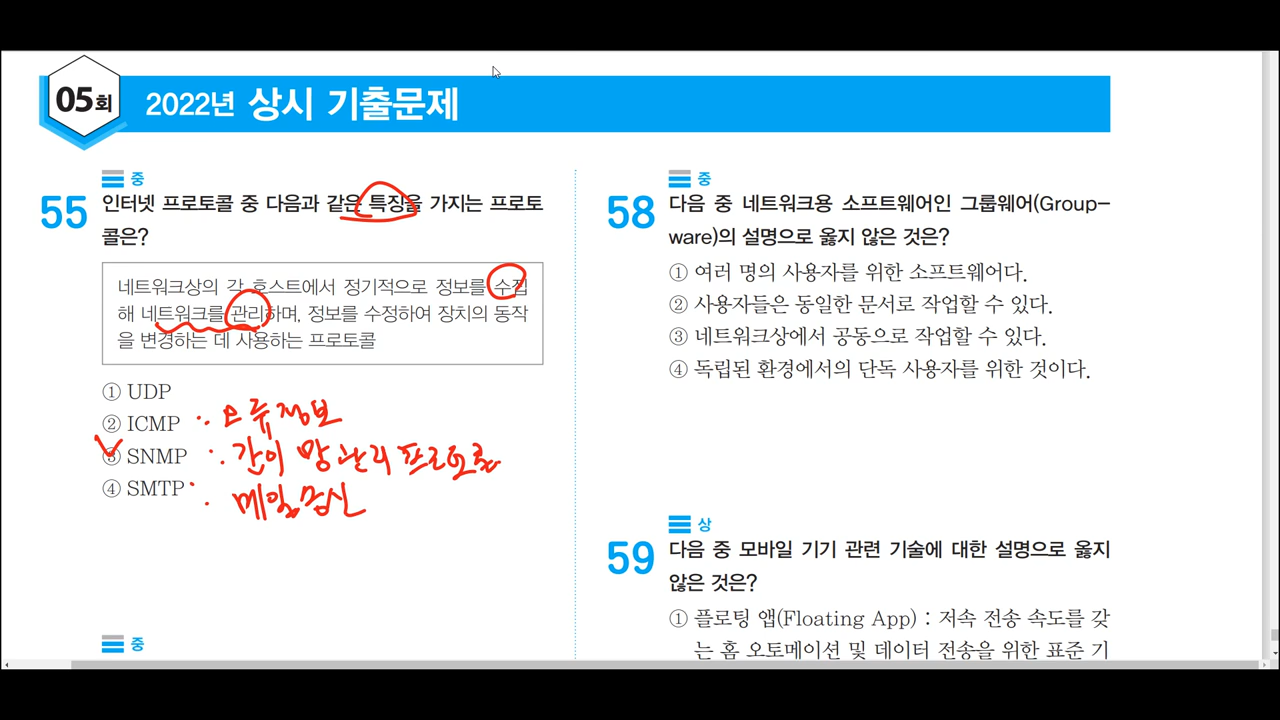 05회
2022년 상시 기출문제
중
55
인터넷 프로토콜 중 다음과 같은 특징을 가지는 프로토
콜은?
네트워크상의 각 호스트에서 정기적으로 정보를 수집
해 네트워크를 관리하며, 정보를 수정하여 장치의 동작
을 변경하는 데 사용하는 프로토콜
① UDP
② ICMP ∴ 오류정보
③ SNMP ∴ 간이 망 관리 프로토콜
④ SMTP ∴ 메일
중
중
58
다음 중 네트워크용 소프트웨어인 그룹웨어(Group-
ware)의 설명으로 옳지 않은 것은?
① 여러 명의 사용자를 위한 소프트웨어다.
② 사용자들은 동일한 문서로 작업할 수 있다.
③ 네트워크상에서 공동으로 작업할 수 있다.
④ 독립된 환경에서의 단독 사용자를 위한 것이다.
상
59
다음 중 모바일 기기 관련 기술에 대한 설명으로 옳지
않은 것은?
① 플로팅 앱(Floating App) : 저속 전송 속도를 갖
는 홈 오토메이션 및 데이터 전송을 위한 표준 기